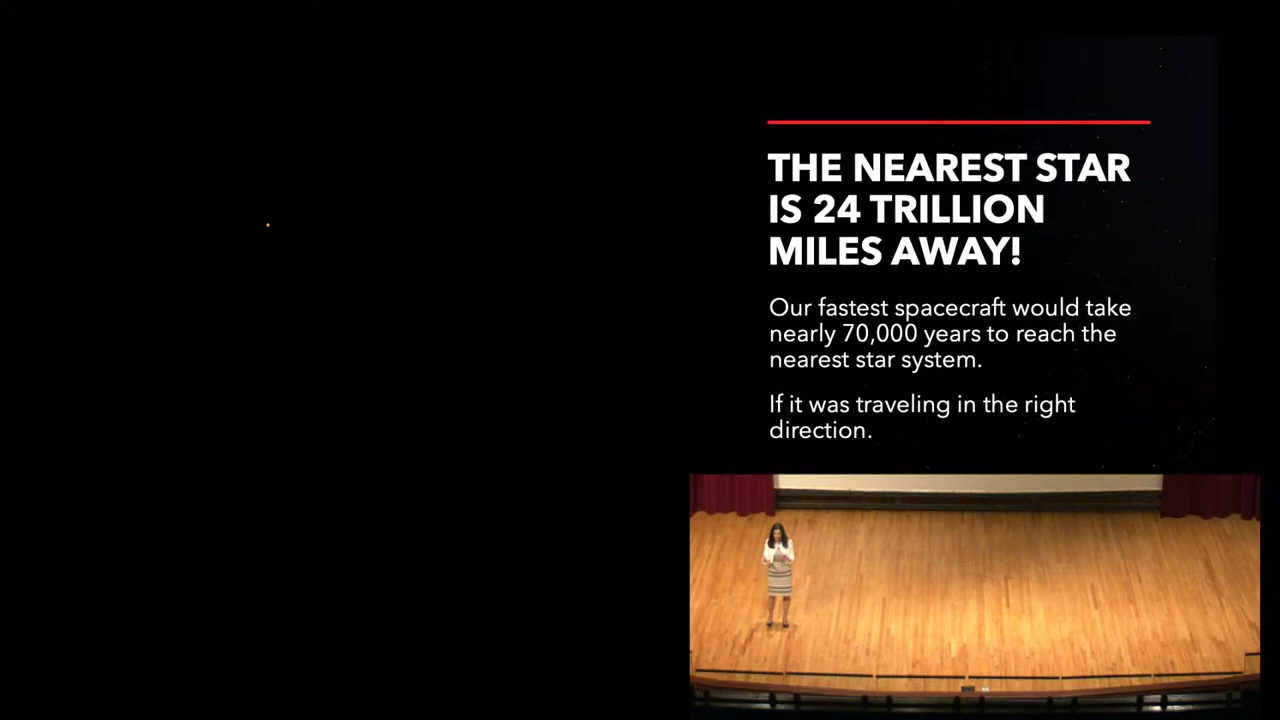 THE NEAREST STAR
IS 24 TRILLION
MILES AWAY!
Our fastest spacecraft would take
nearly 70,000 years to reach the
nearest star system.
If it was traveling in the right
direction.